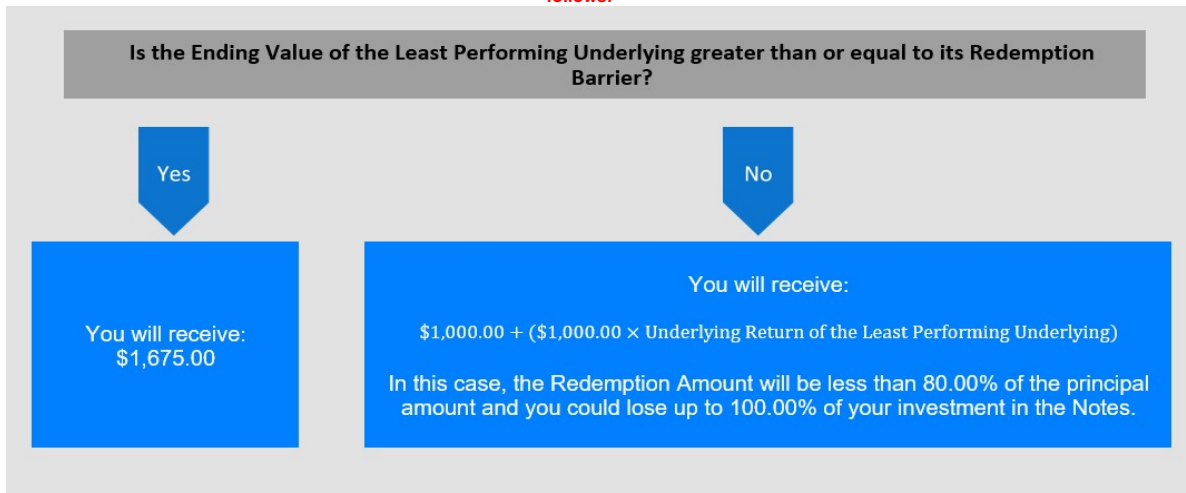 follows:
Is the Ending Value of the Least Performing Underlying greater than or equal to its Redemption
Barrier?
Yes
No
You will receive:
$1,675.00
You will receive:
$1,000.00 + ($1,000.00 × Underlying Return of the Least Performing Underlying)
In this case, the Redemption Amount will be less than 80.00% of the principal
amount and you could lose up to 100.00% of your investment in the Notes.